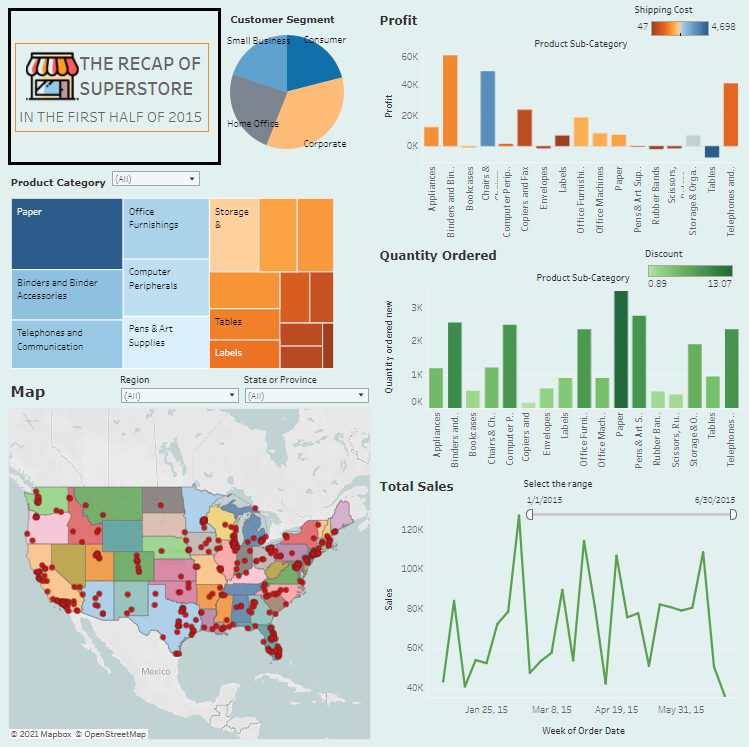 THE RECAP OF
SUPERSTORE
IN THE FIRST HALF OF 2015
Customer Segment
Small Business
Consumer
Home Office
Corporate
Product Category
(All)
Paper
Office
Furnishings
Storage
&
Binders and Binder
Accessories
Computer
Peripherals
Telephones and
Communication
Pens & Art
Supplies
Tables
Labels
Map
Region
(All)
State or Province
(All)
Mexico
© 2021 Mapbox © OpenStreetMap
Profit
Shipping Cost
47
4,698
Product Sub-Category
Profit
60K
40K
20K
0K
Appliances
Binders and Bin..
Bookcases
Chairs &
Computer Perip..
Copiers and Fax
Envelopes
Labels
Office Furnishi..
Office Machines
Paper
Pens & Art Sup..
Rubber Bands
Scissors,
Storage & Orga..
Tables
Telephones and..
Quantity Ordered
Discount
0.89
13.07
Product Sub-Category
Quantity ordered new
3K
2K
1K
0K
Appliances
Binders and..
Bookcases
Chairs & Ch..
Computer P..
Copiers and
Envelopes
Labels
Office Furni..
Office Mach..
Paper
Pens & Art S..
Rubber Ban..
Scissors, Ru..
Storage & O..
Tables
Telephones ..
Total Sales
Select the range
1/1/2015
6/30/2015
Sales
120K
100K
80K
60K
40K
Jan 25, 15
Mar 8, 15
Apr 19, 15
May 31, 15
Week of Order Date